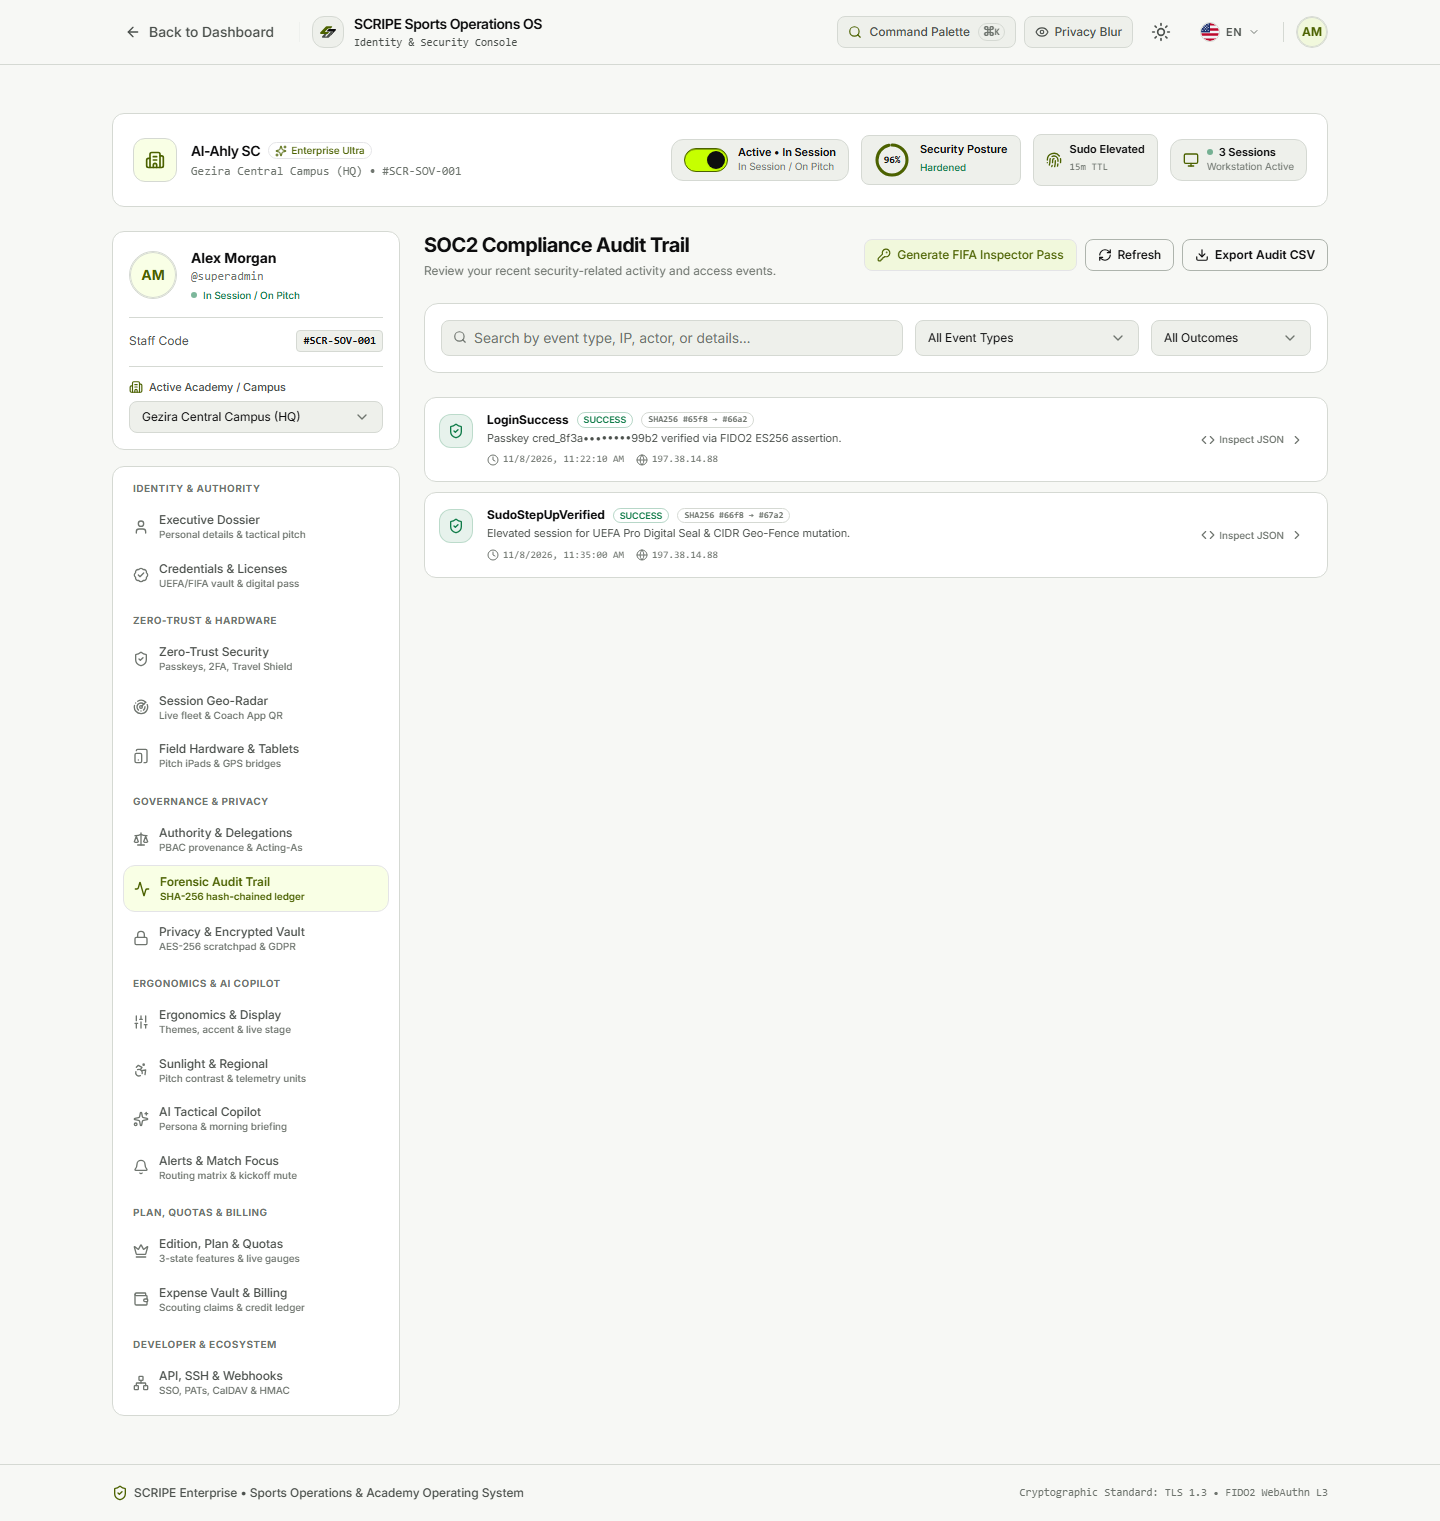 Back to Dashboard
SCRIPE Sports Operations OS
Identity & Security Console
Command Palette ⌘K
Privacy Blur
EN
AM
Al-Ahly SC
Enterprise Ultra
Gezira Central Campus (HQ) • #SCR-SOV-001
Active • In Session
In Session / On Pitch
96%
Security Posture
Hardened
Sudo Elevated
15m TTL
3 Sessions
Workstation Active
AM
Alex Morgan
@superadmin
In Session / On Pitch
Staff Code
#SCR-SOV-001
Active Academy / Campus
Gezira Central Campus (HQ)
IDENTITY & AUTHORITY
Executive Dossier
Personal details & tactical pitch
Credentials & Licenses
UEFA/FIFA vault & digital pass
ZERO-TRUST & HARDWARE
Zero-Trust Security
Passkeys, 2FA, Travel Shield
Session Geo-Radar
Live fleet & Coach App QR
Field Hardware & Tablets
Pitch iPads & GPS bridges
GOVERNANCE & PRIVACY
Authority & Delegations
PBAC provenance & Acting-As
Forensic Audit Trail
SHA-256 hash-chained ledger
Privacy & Encrypted Vault
AES-256 scratchpad & GDPR
ERGONOMICS & AI COPILOT
Ergonomics & Display
Themes, accent & live stage
Sunlight & Regional
Pitch contrast & telemetry units
AI Tactical Copilot
Persona & morning briefing
Alerts & Match Focus
Routing matrix & kickoff mute
PLAN, QUOTAS & BILLING
Edition, Plan & Quotas
3-state features & live gauges
Expense Vault & Billing
Scouting claims & credit ledger
DEVELOPER & ECOSYSTEM
API, SSH & Webhooks
SSO, PATs, CalDAV & HMAC
SOC2 Compliance Audit Trail
Review your recent security-related activity and access events.
Generate FIFA Inspector Pass
Refresh
Export Audit CSV
Search by event type, IP, actor, or details...
All Event Types
All Outcomes
LoginSuccess SUCCESS SHA256 #65f8 → #66a2
Passkey cred_8f3a••••••••99b2 verified via FIDO2 ES256 assertion.
11/8/2026, 11:22:10 AM 197.38.14.88
Inspect JSON
SudoStepUpVerified SUCCESS SHA256 #66f8 → #67a2
Elevated session for UEFA Pro Digital Seal & CIDR Geo-Fence mutation.
11/8/2026, 11:35:00 AM 197.38.14.88
Inspect JSON
SCRIPE Enterprise • Sports Operations & Academy Operating System
Cryptographic Standard: TLS 1.3 • FIDO2 WebAuthn L3